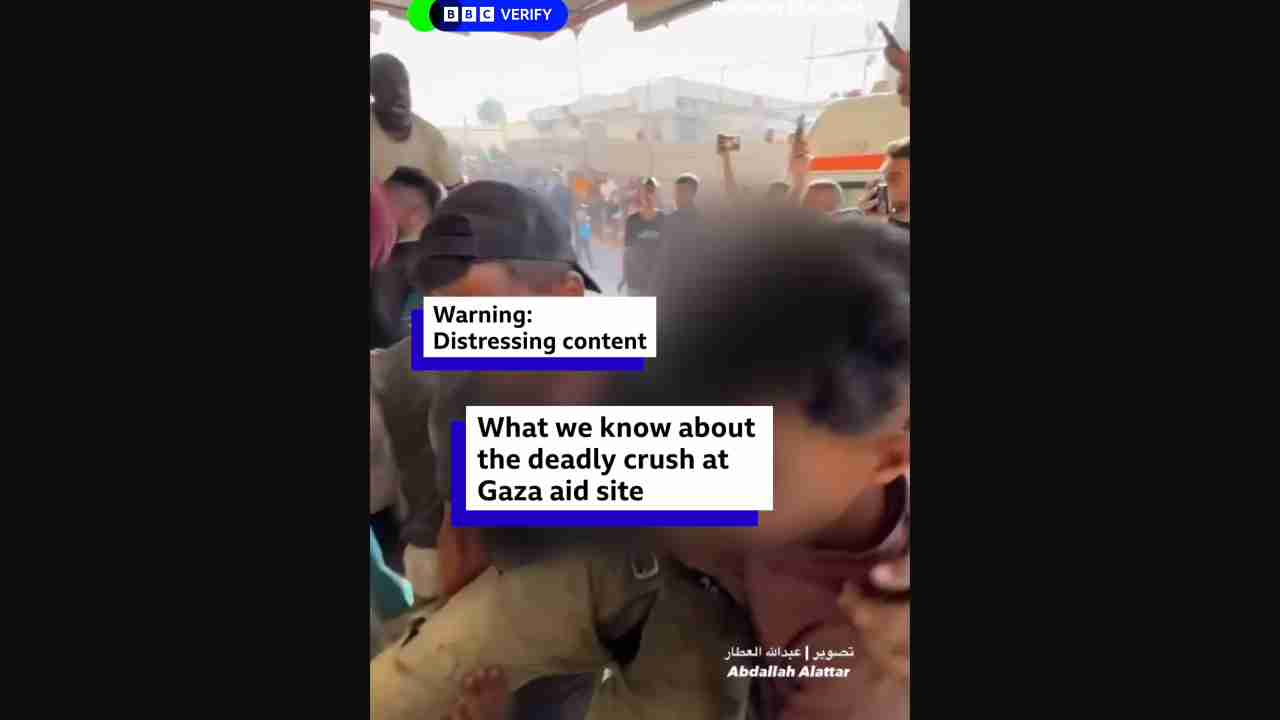 BBC VERIFY
Warning:
Distressing content
What we know about
the deadly crush at
Gaza aid site
تصوير | عبدالله العطار
Abdallah Alattar